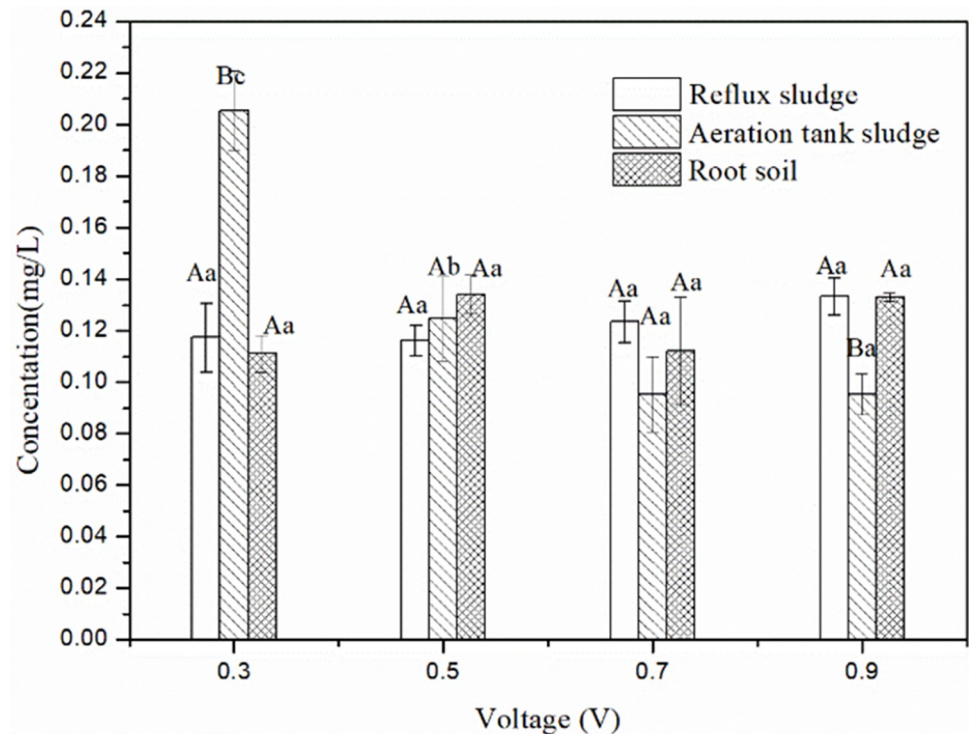 0.24
0.22
0.20
0.18
0.16
0.14
0.12
0.10
0.08
0.06
0.04
0.02
0.00
Concentation(mg/L)
Reflux sludge
Aeration tank sludge
Root soil
Aa
Bc
Aa
Aa
Ab
Aa
Aa
Aa
Aa
Aa
Ba
Aa
0.3
0.5
0.7
0.9
Voltage (V)